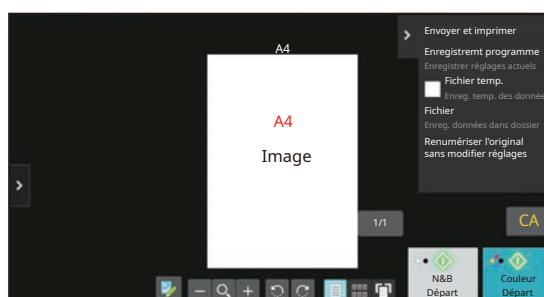 Envoyer et imprimer
A4
Enregistremt programme
Enregistrer réglages actuels
Fichier temp.
Enreg. temp. des donnée
Fichier
Enreg. données dans dossier
Renumériser l'original
sans modifier réglages
A4
Image
1/1
CA
N&B
Départ
Couleur
Départ